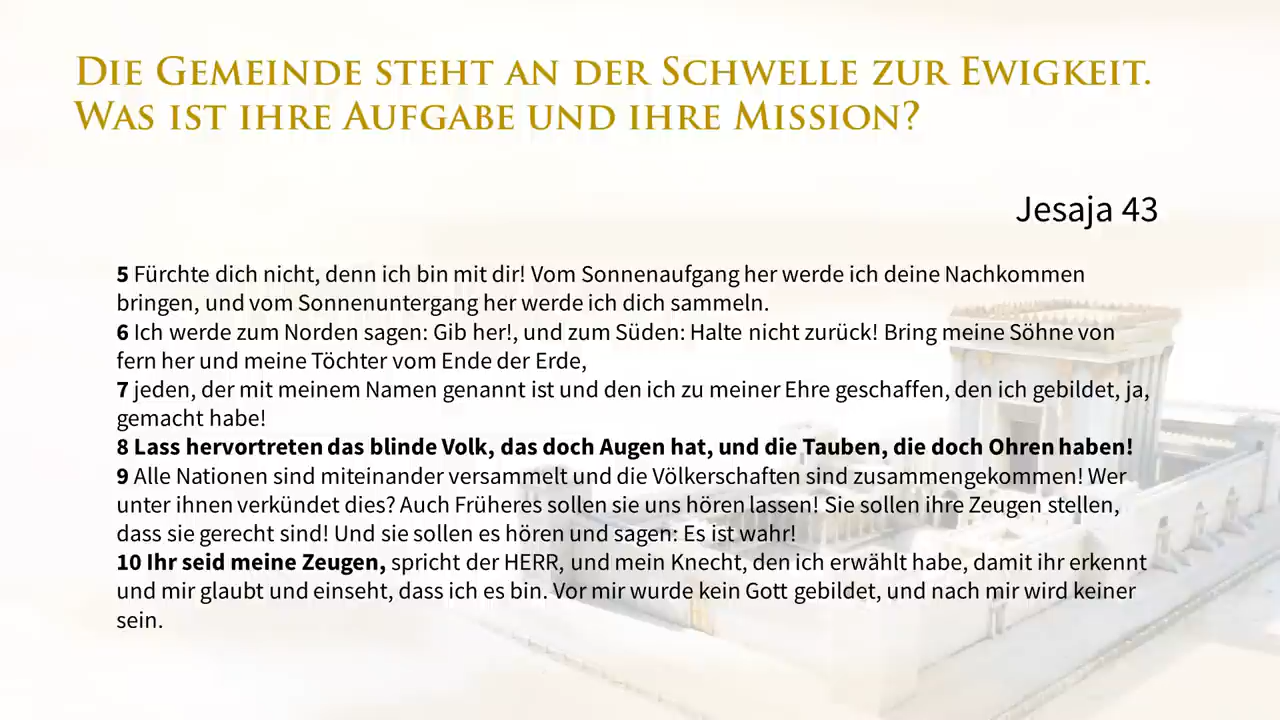 Die Gemeinde steht an der Schwelle zur Ewigkeit.
Was ist ihre Aufgabe und ihre Mission?
Jesaja 43
5 Fürchte dich nicht, denn ich bin mit dir! Vom Sonnenaufgang her werde ich deine Nachkommen
bringen, und vom Sonnenuntergang her werde ich dich sammeln.
6 Ich werde zum Norden sagen: Gib her!, und zum Süden: Halte nicht zurück! Bring meine Söhne von
fern her und meine Töchter vom Ende der Erde,
7 jeden, der mit meinem Namen genannt ist und den ich zu meiner Ehre geschaffen, den ich gebildet, ja,
gemacht habe!
8 Lass hervortreten das blinde Volk, das doch Augen hat, und die Tauben, die doch Ohren haben!
9 Alle Nationen sind miteinander versammelt und die Völkerschaften sind zusammengekommen! Wer
unter ihnen verkündet dies? Auch Früheres sollen sie uns hören lassen! Sie sollen ihre Zeugen stellen,
dass sie gerecht sind! Und sie sollen es hören und sagen: Es ist wahr!
10 Ihr seid meine Zeugen, spricht der HERR, und mein Knecht, den ich erwählt habe, damit ihr erkennt
und mir glaubt und einseht, dass ich es bin. Vor mir wurde kein Gott gebildet, und nach mir wird keiner
sein.